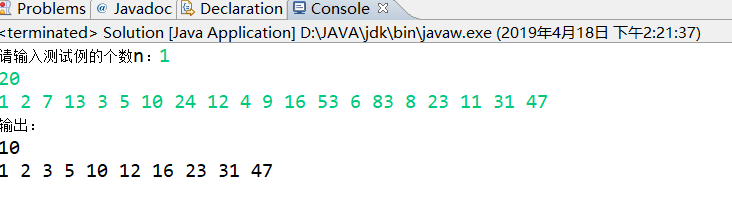 Problems @ Javadoc Declaration Console
<terminated> Solution [Java Application] D:\JAVA\jdk\bin\javaw.exe (2019年4月18日 下午2:21:37)
请输入测试例的个数n：1
20
1 2 7 13 3 5 10 24 12 4 9 16 53 6 83 8 23 11 31 47
输出：
10
1 2 3 5 10 12 16 23 31 47